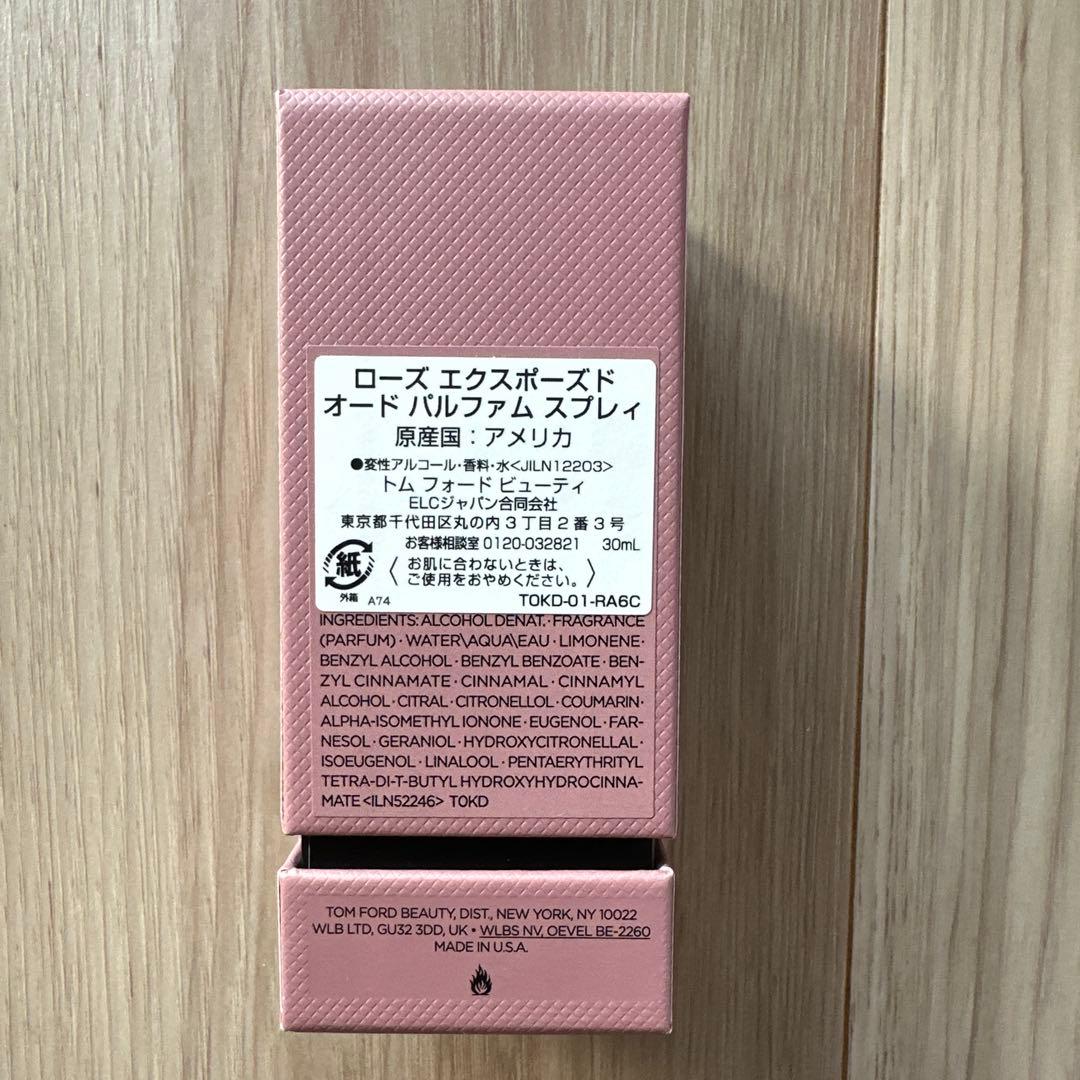 ローズ エクスポーズド
オード パルファム スプレィ
原産国：アメリカ
●変性アルコール・香料・水<JILN12203>
トム フォード ビューティ
ELCジャパン合同会社
東京都千代田区丸の内3丁目2番3号
お客様相談室 0120-032821 30mL
紙
外箱
〈お肌に合わないときは、
ご使用をおやめください。〉
A74
TOKD-01-RA6C
INGREDIENTS: ALCOHOL DENAT. · FRAGRANCE
(PARFUM) · WATER\AQUA\EAU · LIMONENE ·
BENZYL ALCOHOL · BENZYL BENZOATE · BEN-
ZYL CINNAMATE · CINNAMAL · CINNAMYL
ALCOHOL · CITRAL · CITRONELLOL · COUMARIN ·
ALPHA-ISOMETHYL IONONE · EUGENOL · FAR-
NESOL · GERANIOL · HYDROXYCITRONELLAL ·
ISOEUGENOL · LINALOOL · PENTAERYTHRITYL
TETRA-DI-T-BUTYL HYDROXYHYDROCINNA-
MATE <ILN52246> TOKD
TOM FORD BEAUTY, DIST., NEW YORK, NY 10022
WLB LTD, GU32 3DD, UK • WLBS NV, OEVEL BE-2260
MADE IN U.S.A.